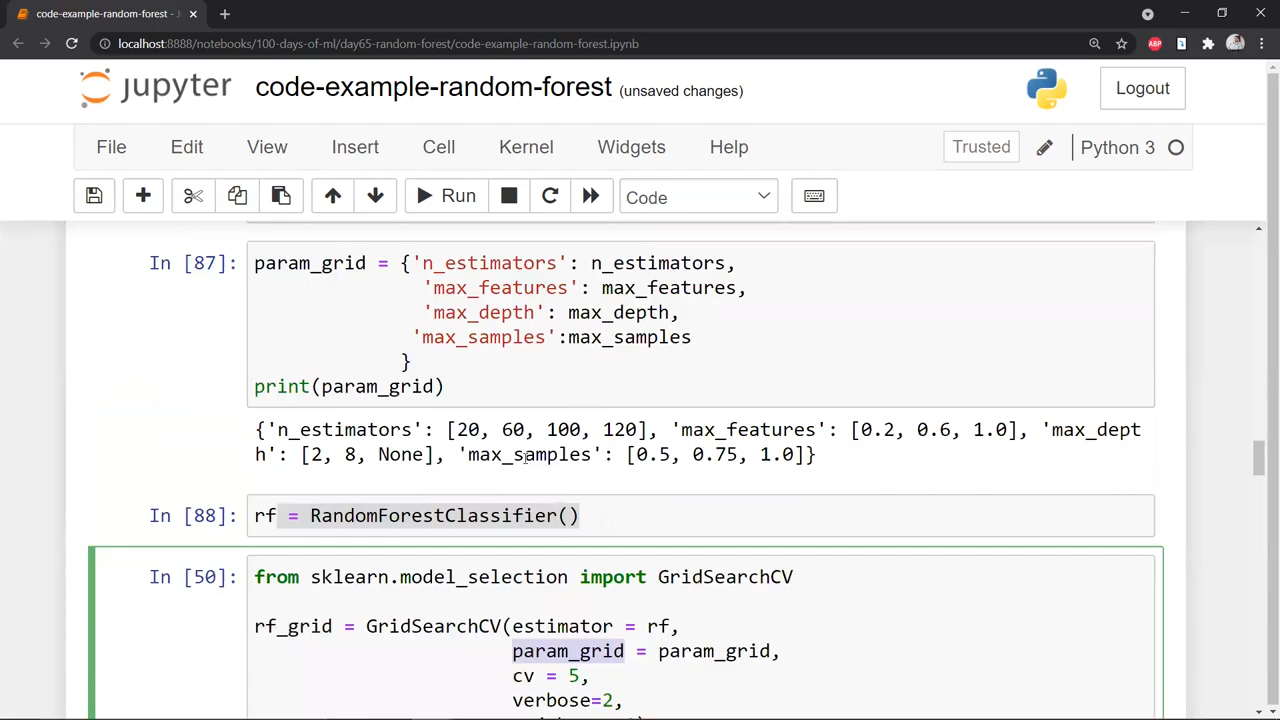 code-example-random-forest - J
localhost:8888/notebooks/100-days-of-ml/day65-random-forest/code-example-random-forest.ipynb
ABP
jupyter code-example-random-forest (unsaved changes)
Logout
File Edit View Insert Cell Kernel Widgets Help Trusted Python 3
Run Code
In [87]: param_grid = {'n_estimators': n_estimators,
'max_features': max_features,
'max_depth': max_depth,
'max_samples':max_samples
}
print(param_grid)
{'n_estimators': [20, 60, 100, 120], 'max_features': [0.2, 0.6, 1.0], 'max_dept
h': [2, 8, None], 'max_samples': [0.5, 0.75, 1.0]}
In [88]: rf = RandomForestClassifier()
In [50]: from sklearn.model_selection import GridSearchCV
rf_grid = GridSearchCV(estimator = rf,
param_grid = param_grid,
cv = 5,
verbose=2,